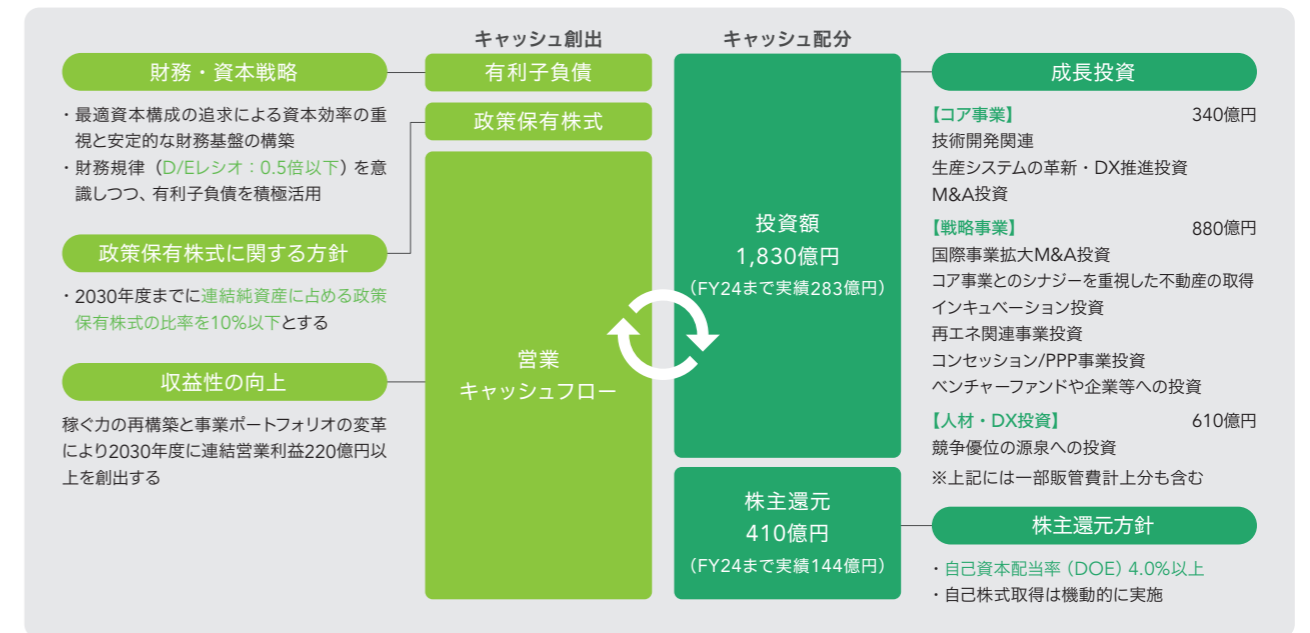 キャッシュ創出
キャッシュ配分
財務・資本戦略
・最適資本構成の追求による資本効率の重
視と安定的な財務基盤の構築
・財務規律（D/Eレシオ：0.5倍以下）を意
識しつつ、有利子負債を積極活用
政策保有株式に関する方針
・2030年度までに連結純資産に占める政策
保有株式の比率を10%以下とする
収益性の向上
稼ぐ力の再構築と事業ポートフォリオの変革
により2030年度に連結営業利益220億円以
上を創出する
有利子負債
政策保有株式
営業
キャッシュフロー
投資額
1,830億円
（FY24まで実績283億円）
株主還元
410億円
（FY24まで実績144億円）
成長投資
【コア事業】 340億円
技術開発関連
生産システムの革新・DX推進投資
M&A投資
【戦略事業】 880億円
国際事業拡大M&A投資
コア事業とのシナジーを重視した不動産の取得
インキュベーション投資
再エネ関連事業投資
コンセッション/PPP事業投資
ベンチャーファンドや企業等への投資
【人材・DX投資】 610億円
競争優位の源泉への投資
※上記には一部販管費計上分も含む
株主還元方針
・自己資本配当率（DOE）4.0%以上
・自己株式取得は機動的に実施